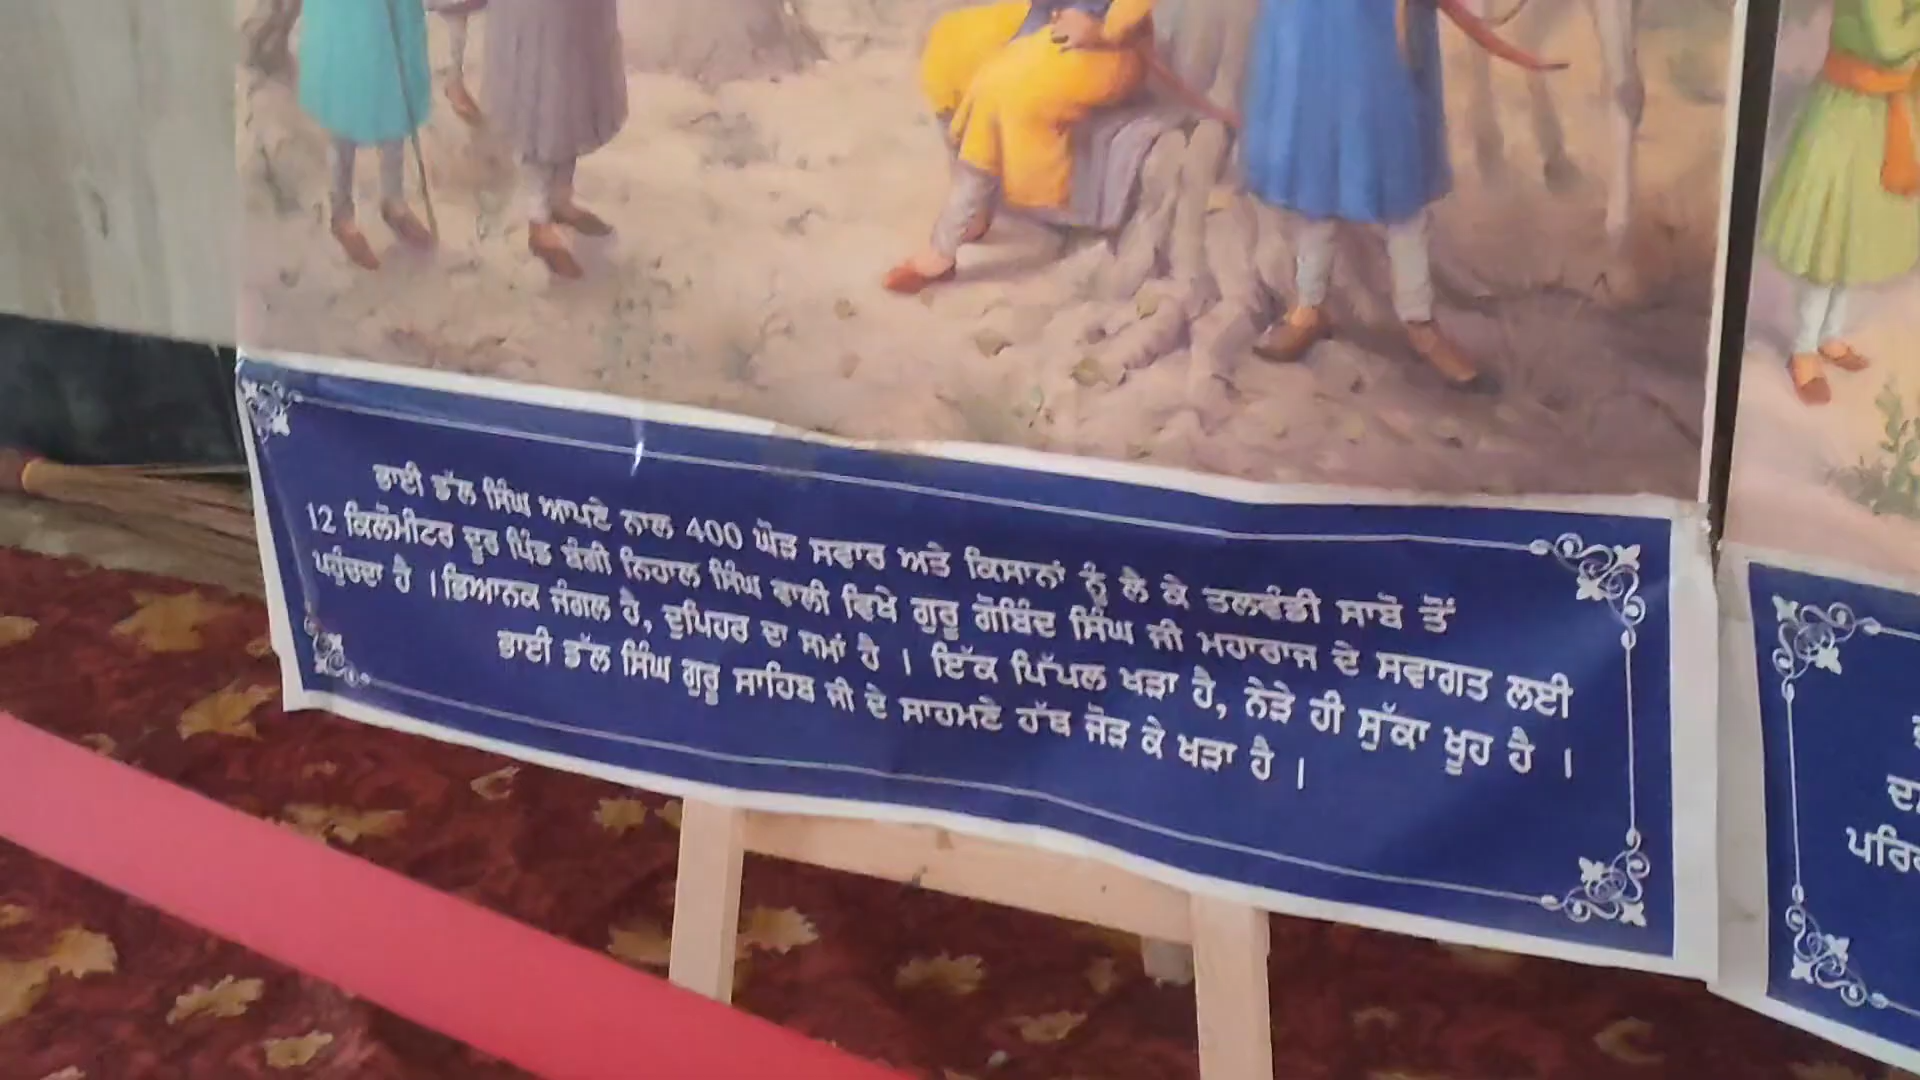 ਭਾਈ ਡੱਲ ਸਿੰਘ ਆਪਣੇ ਨਾਲ 400 ਘੋੜ ਸਵਾਰ ਅਤੇ ਕਿਸਾਨਾਂ ਨੂੰ ਲੈ ਕੇ ਤਲਵੰਡੀ ਸਾਬੋ ਤੋਂ
12 ਕਿਲੋਮੀਟਰ ਦੂਰ ਪਿੰਡ ਬੰਗੀ ਨਿਹਾਲ ਸਿੰਘ ਵਾਲੀ ਵਿਖੇ ਗੁਰੂ ਗੋਬਿੰਦ ਸਿੰਘ ਜੀ ਮਹਾਰਾਜ ਦੇ ਸਵਾਗਤ ਲਈ
ਪਹੁੰਚਦਾ ਹੈ । ਭਿਆਨਕ ਜੰਗਲ ਹੈ, ਦੁਪਿਹਰ ਦਾ ਸਮਾਂ ਹੈ । ਇੱਕ ਪਿੱਪਲ ਖੜਾ ਹੈ, ਨੇੜੇ ਹੀ ਸੁੱਕਾ ਖੂਹ ਹੈ ।
ਭਾਈ ਡੱਲ ਸਿੰਘ ਗੁਰੂ ਸਾਹਿਬ ਜੀ ਦੇ ਸਾਹਮਣੇ ਹੱਥ ਜੋੜ ਕੇ ਖੜਾ ਹੈ ।